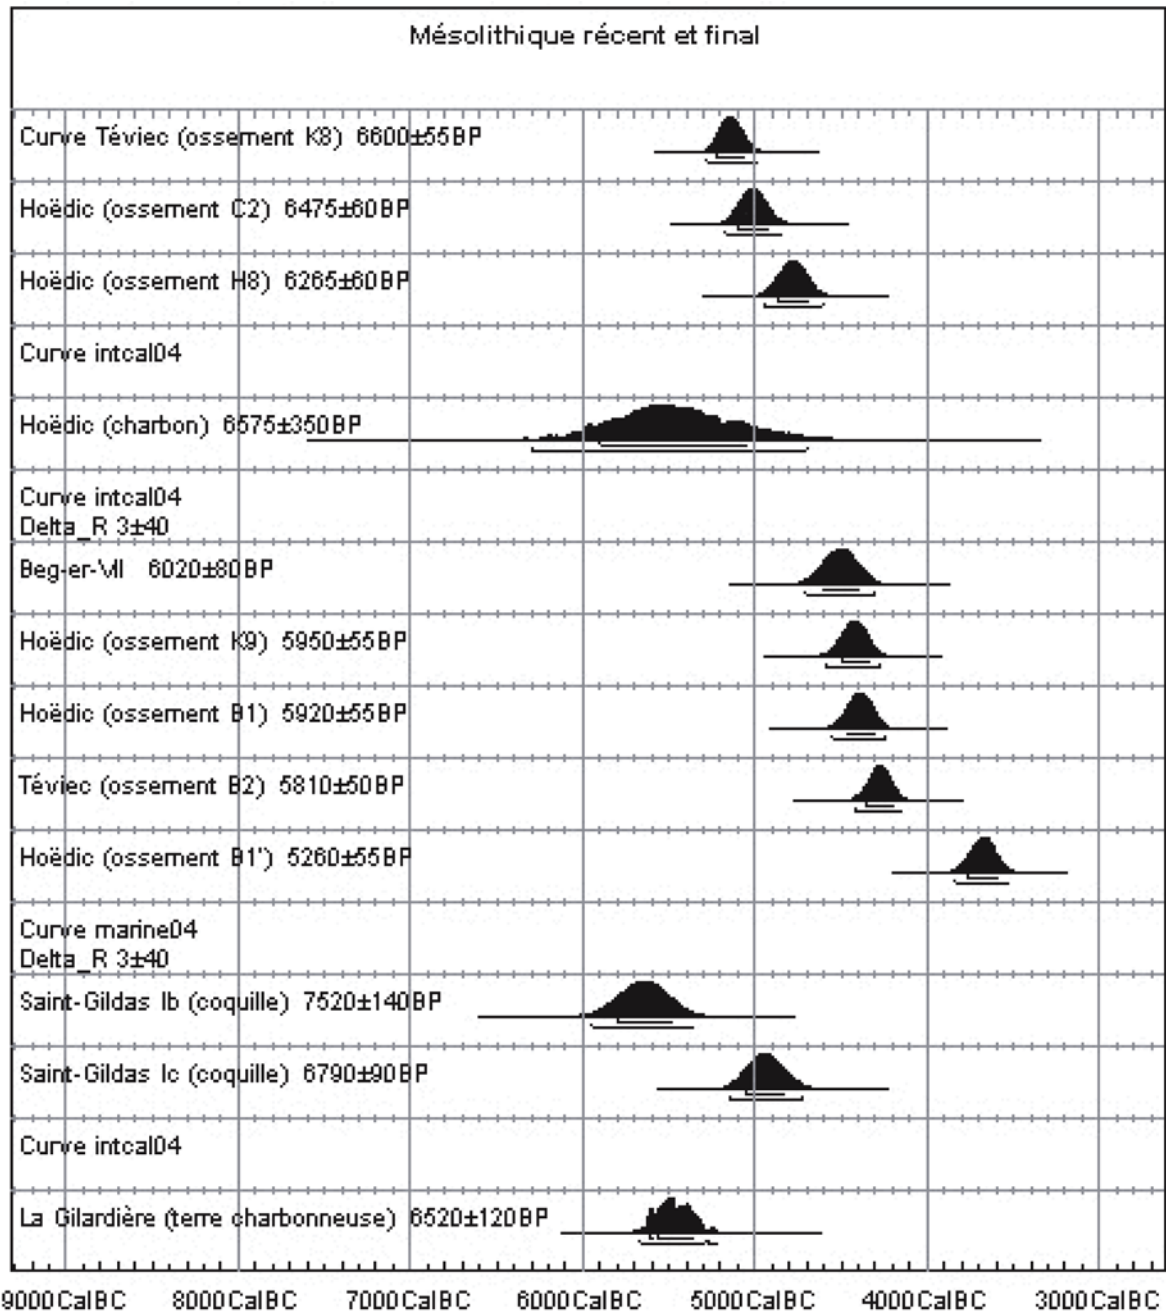 Mésolithique récent et final
Curve Téviec (ossement K8) 6600±55BP
Hoëdic (ossement C2) 6475±60BP
Hoëdic (ossement H8) 6265±60BP
Curve intcal04
Hoëdic (charbon) 6575±350BP
Curve intcal04
Delta_R 3±40
Beg-er-Vil 6020±80BP
Hoëdic (ossement K9) 5950±55BP
Hoëdic (ossement B1) 5920±55BP
Téviec (ossement B2) 5810±50BP
Hoëdic (ossement B1') 5260±55BP
Curve marine04
Delta_R 3±40
Saint-Gildas Ib (coquille) 7520±140BP
Saint-Gildas Ic (coquille) 6790±90BP
Curve intcal04
La Gilardière (terre charbonneuse) 6520±120BP
9000CalBC 8000CalBC 7000CalBC 6000CalBC 5000CalBC 4000CalBC 3000CalBC